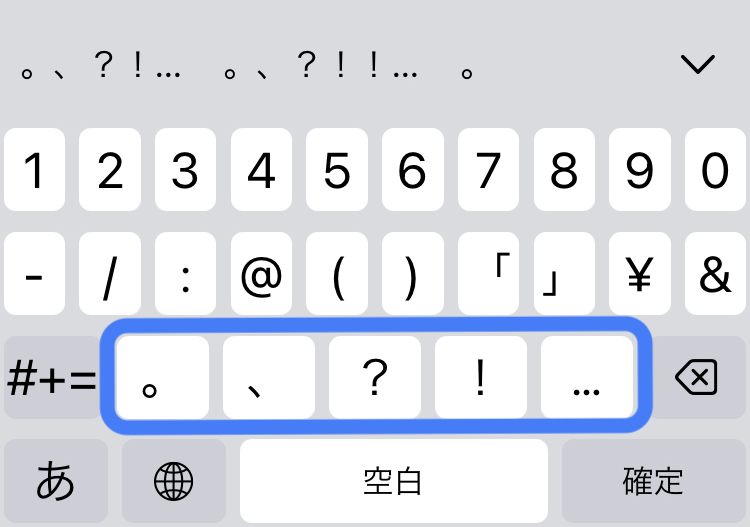 。、？！… 。、？！！… 。
1 2 3 4 5 6 7 8 9 0
- / : @ ( ) 「 」 ¥ &
#+= 。 、 ？ ！ …
あ 空白 確定